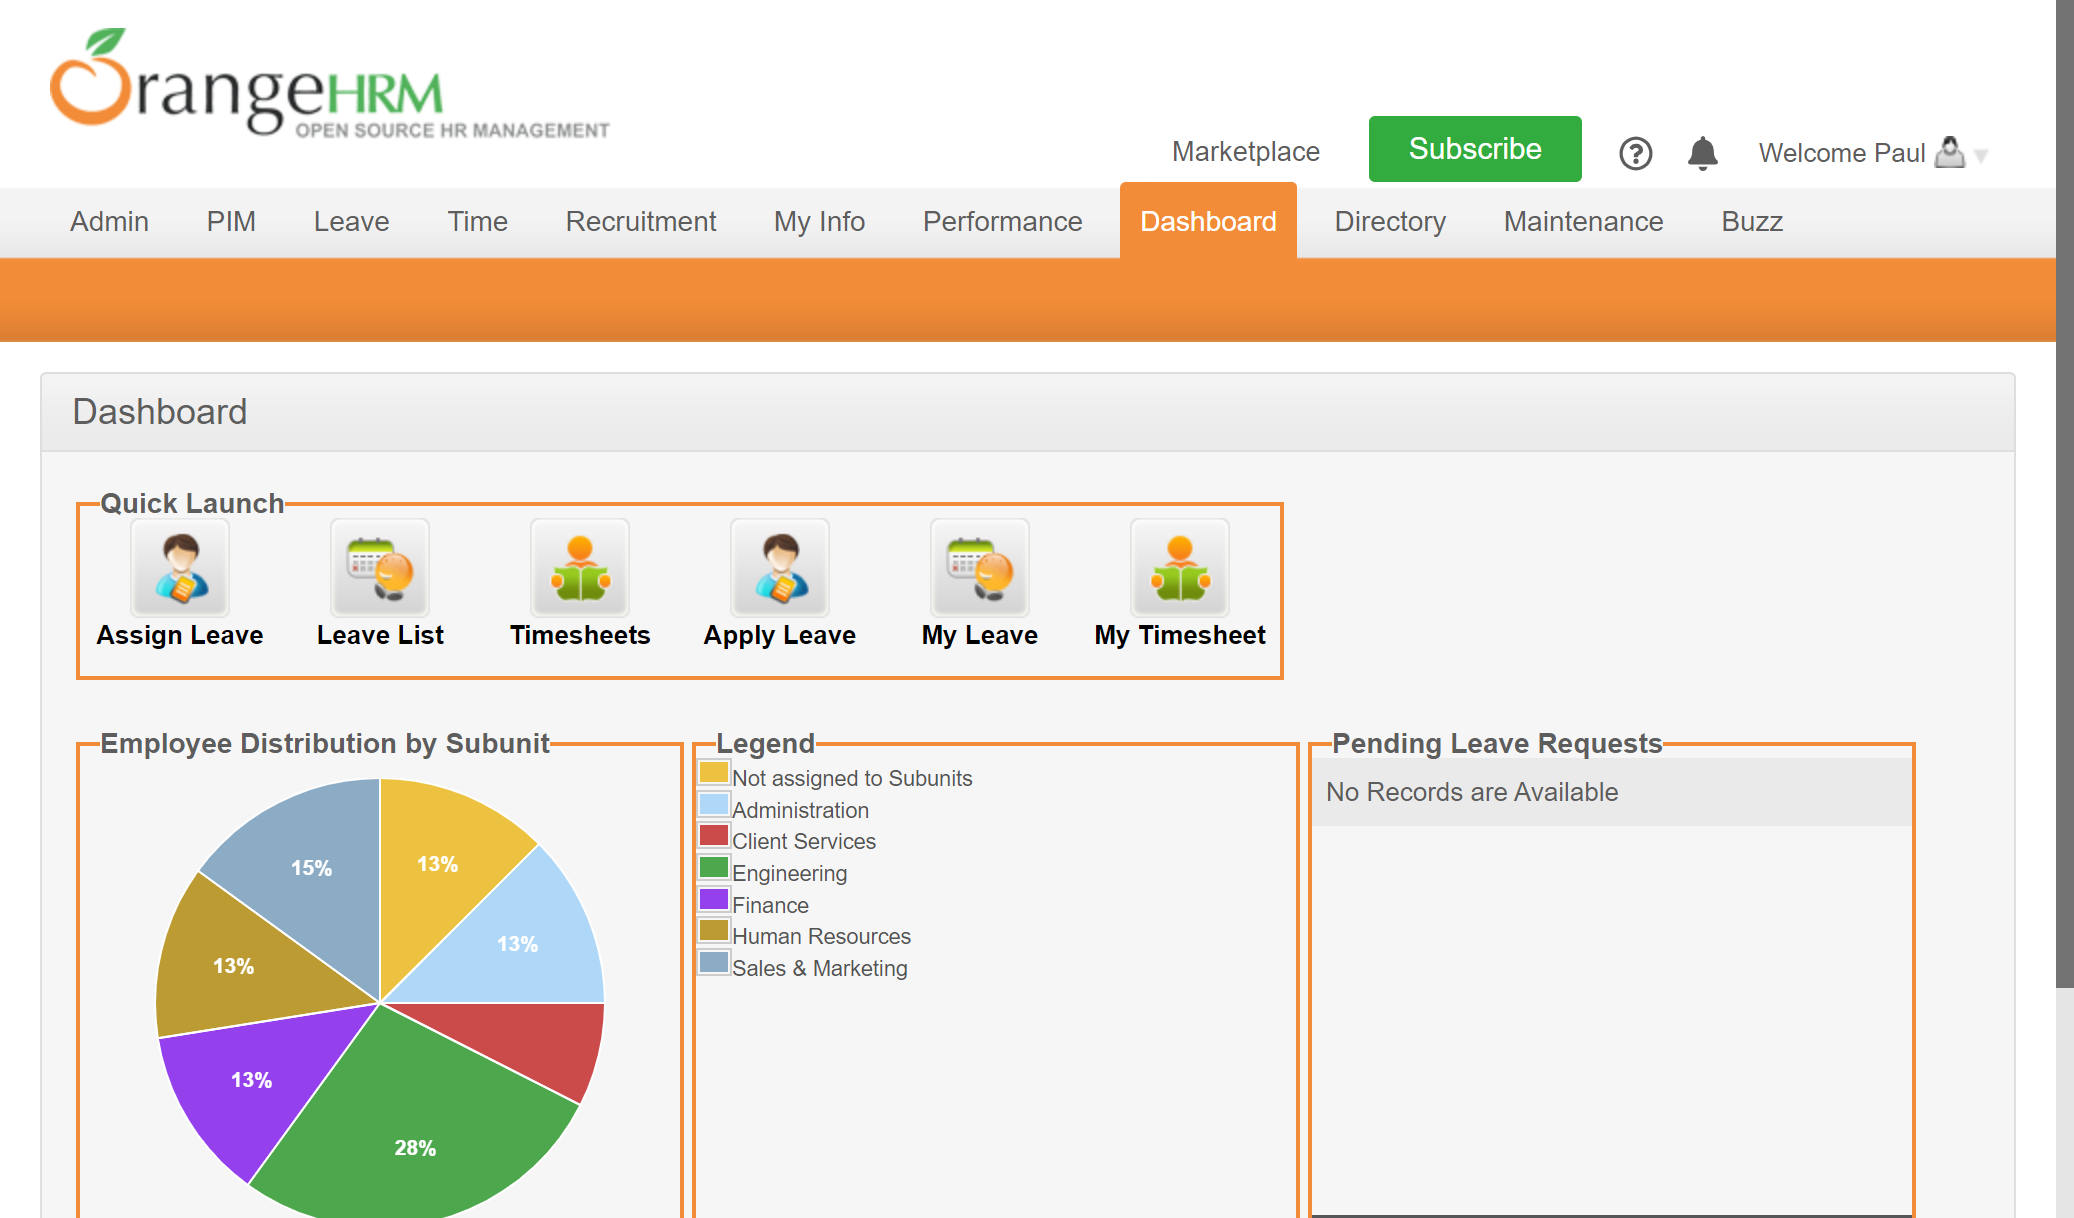 OrangeHRM
OPEN SOURCE HR MANAGEMENT
Marketplace
Subscribe
Welcome Paul
Admin
PIM
Leave
Time
Recruitment
My Info
Performance
Dashboard
Directory
Maintenance
Buzz
Dashboard
Quick Launch
Assign Leave
Leave List
Timesheets
Apply Leave
My Leave
My Timesheet
Employee Distribution by Subunit
13%
13%
28%
13%
13%
15%
Legend
Not assigned to Subunits
Administration
Client Services
Engineering
Finance
Human Resources
Sales & Marketing
Pending Leave Requests
No Records are Available